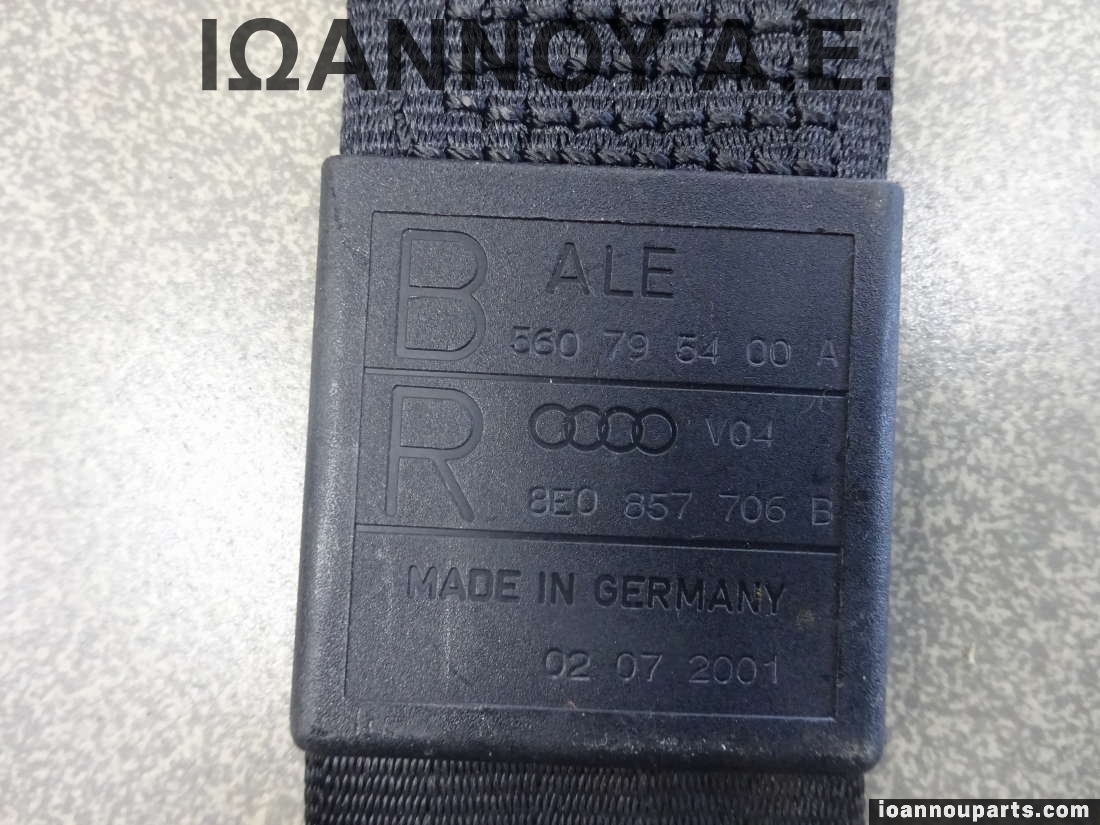 ΙΩΑΝΝΟΥ Α.Ε.
B ALE
560 79 54 00 A
R V04
8E0 857 706 B
MADE IN GERMANY
02 07 2001
ioannouparts.com